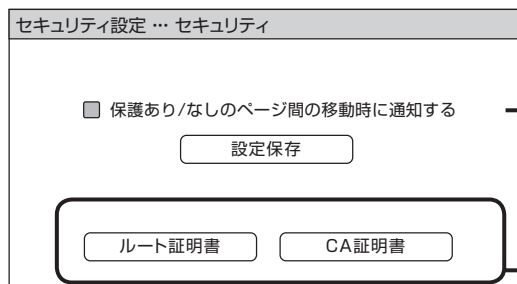 セキュリティ設定 … セキュリティ
保護あり/なしのページ間の移動時に通知する
設定保存
ルート証明書 CA証明書